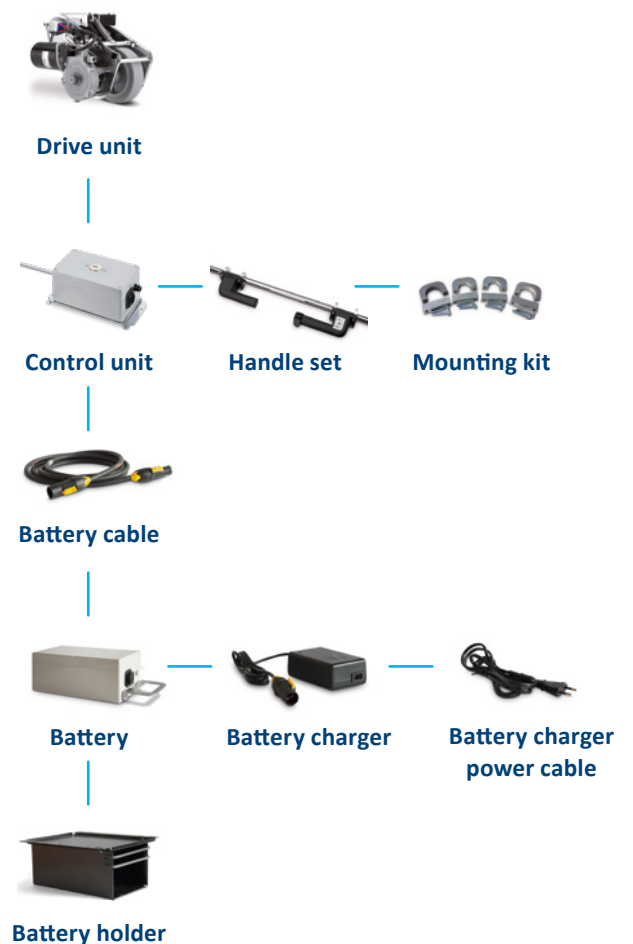 Drive unit
Control unit
Handle set
Mounting kit
Battery cable
Battery
Battery charger
Battery charger
power cable
Battery holder